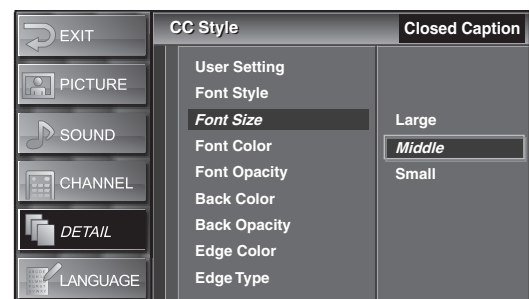 EXIT
PICTURE
SOUND
CHANNEL
DETAIL
LANGUAGE
CC Style
Closed Caption
User Setting
Font Style
Font Size
Font Color
Font Opacity
Back Color
Back Opacity
Edge Color
Edge Type
Large
Middle
Small